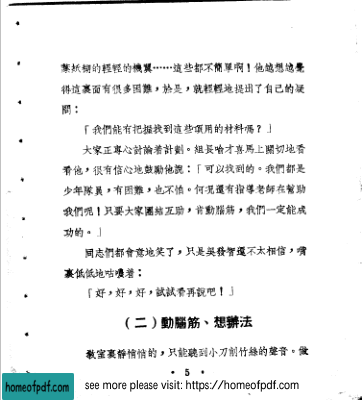 葉妖樹的輕輕的機翼……這些都不簡單啊！他越想越覺
得這裏面有很多困難，於是，就輕輕地提出了自己的疑
問：
「我們能有把握找到這些項用的材料嗎？」
大家正專心討論着計劃。組長哈才喜馬上關切地看
看他，很有信心地鼓勵他說：「可以找到的。我們都是
少年隊員，有困難，也不怕。何況還有指導老師在幫助
我們呢！只要大家團結互助，肯動腦筋，我們一定能成
功的。」
同志們都會意地笑了，只是吳發智還不太相信，嘴
裏低低地咕噥着：
「好，好，好，試試看再說吧！」
（二）動腦筋、想辦法
教室裏靜悄悄的，只能聽到小刀削竹絲的聲音。做
• 5 •
homeofpdf.com
see more please visit: https://homeofpdf.com